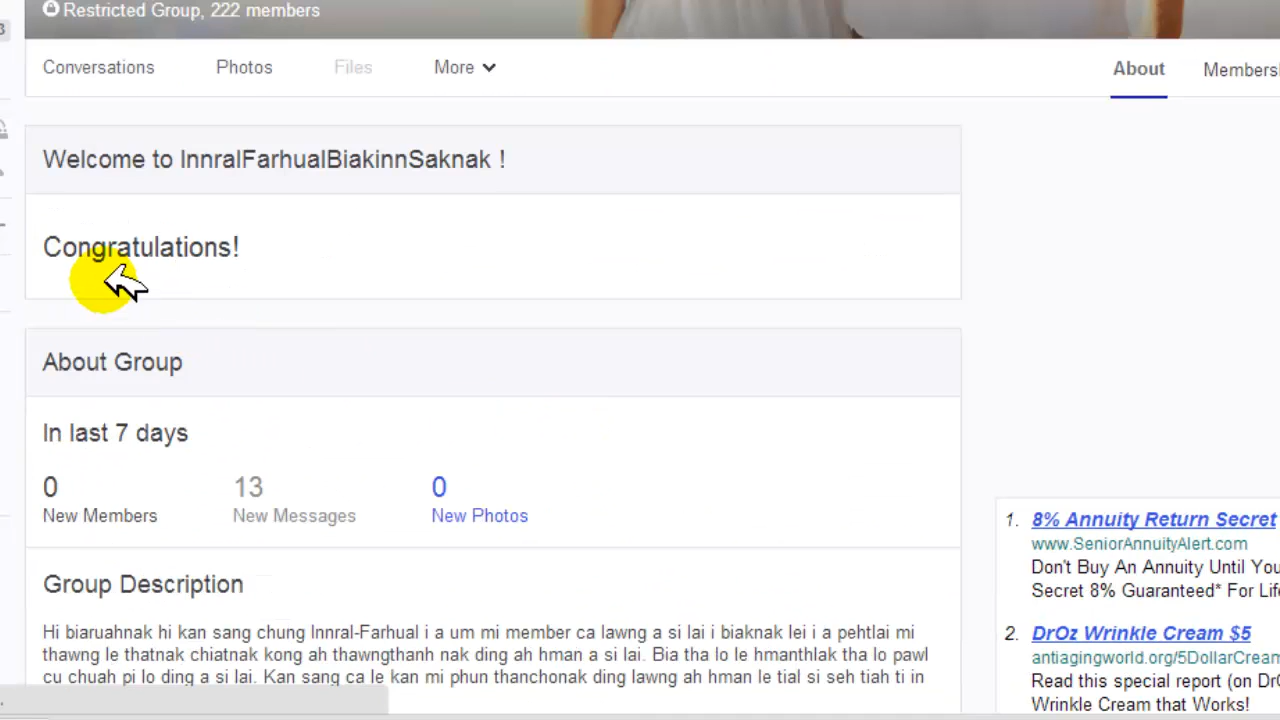 Restricted Group, 222 members
Conversations Photos Files More About
Welcome to InnralFarhualBiakinnSaknak !
Congratulations!
About Group
In last 7 days
0 13 0
New Members New Messages New Photos
Group Description
Hi biaruahnak hi kan sang chung Innral-Farhual i a um mi member ca lawng a si lai i biaknak lei i a pehtlai mi
thawng le thatnak chiatnak kong ah thawngthanh nak ding ah hman a si lai. Bia tha lo le hmanthlak tha lo pawl
cu chuah pi lo ding a si lai. Kan sang ca le kan mi phun thanchonak ding lawng ah hman le tial si seh tiah ti in
1. 8% Annuity Return Secret
www.SeniorAnnuityAlert.com
Don't Buy An Annuity Until You
Secret 8% Guaranteed* For Life
2. DrOz Wrinkle Cream $5
antiagingworld.org/5DollarCream
Read this special report (on
Wrinkle Cream that Works!